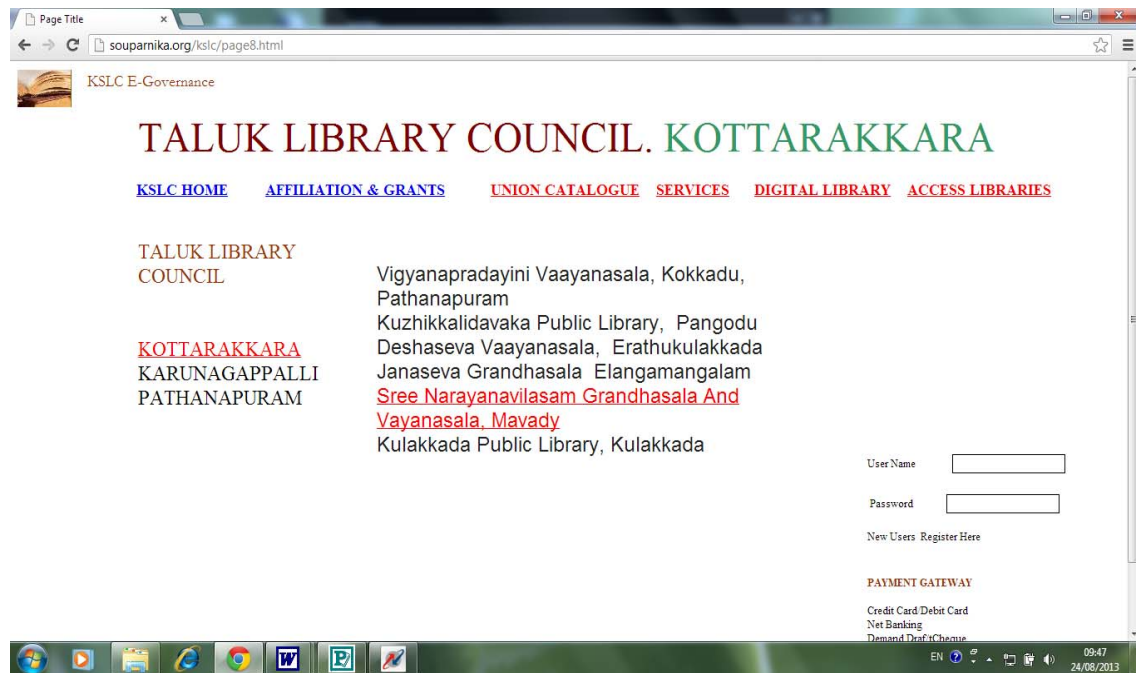 Page Title
souparnika.org/kslc/page8.html
KSLC E-Governance
TALUK LIBRARY COUNCIL. KOTTARAKKARA
KSLC HOME AFFILIATION & GRANTS UNION CATALOGUE SERVICES DIGITAL LIBRARY ACCESS LIBRARIES
TALUK LIBRARY
COUNCIL
KOTTARAKKARA
KARUNAGAPPALLI
PATHANAPURAM
Vigyanapradayini Vaayanasala, Kokkadu,
Pathanapuram
Kuzhikkalidavaka Public Library, Pangodu
Deshaseva Vaayanasala, Erathukulakkada
Janaseva Grandhasala Elangamangalam
Sree Narayanavilasam Grandhasala And
Vayanasala, Mavady
Kulakkada Public Library, Kulakkada
User Name
Password
New Users Register Here
PAYMENT GATEWAY
Credit Card/Debit Card
Net Banking
Demand Draf/tCheque
EN
09:47
24/08/2013